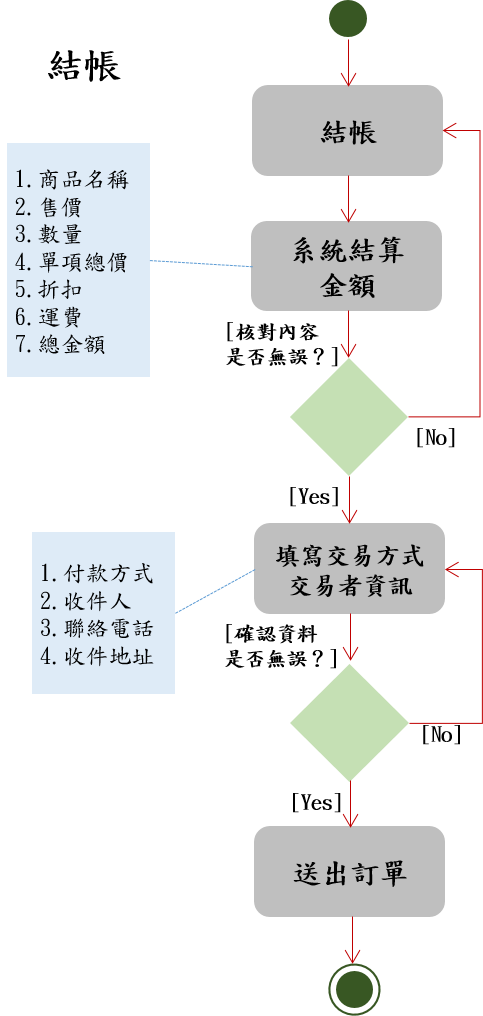 結帳
結帳
1.商品名稱
2.售價
3.數量
4.單項總價
5.折扣
6.運費
7.總金額
系統結算
金額
[核對內容
是否無誤？]
[No]
[Yes]
填寫交易方式
交易者資訊
1.付款方式
2.收件人
3.聯絡電話
4.收件地址
[確認資料
是否無誤？]
[No]
[Yes]
送出訂單